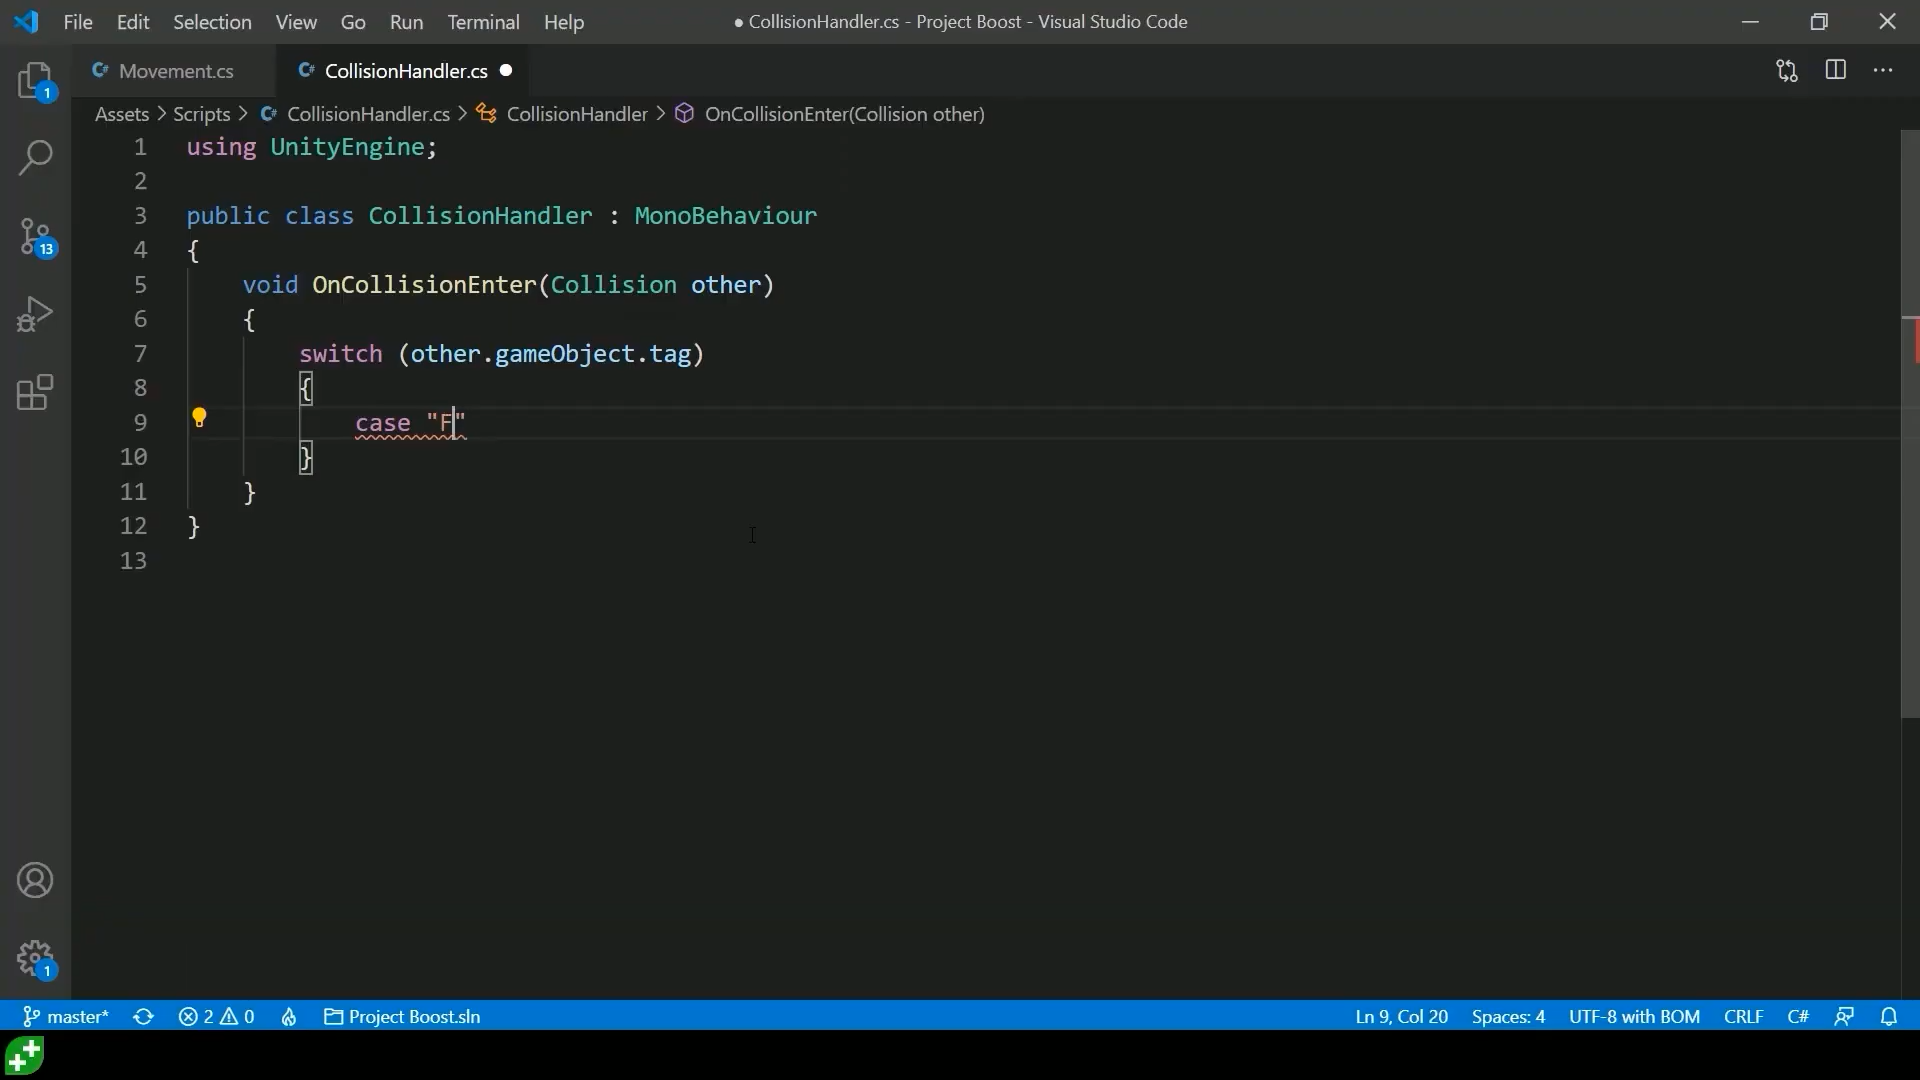 File Edit Selection View Go Run Terminal Help ● CollisionHandler.cs - Project Boost - Visual Studio Code
Movement.cs CollisionHandler.cs ●
Assets > Scripts > CollisionHandler.cs > CollisionHandler > OnCollisionEnter(Collision other)
1 using UnityEngine;
2
3 public class CollisionHandler : MonoBehaviour
4 {
5 void OnCollisionEnter(Collision other)
6 {
7 switch (other.gameObject.tag)
8 {
9 case "F"
10 }
11 }
12 }
13
1
13
1
master* 2 0 Project Boost.sln Ln 9, Col 20 Spaces: 4 UTF-8 with BOM CRLF C#